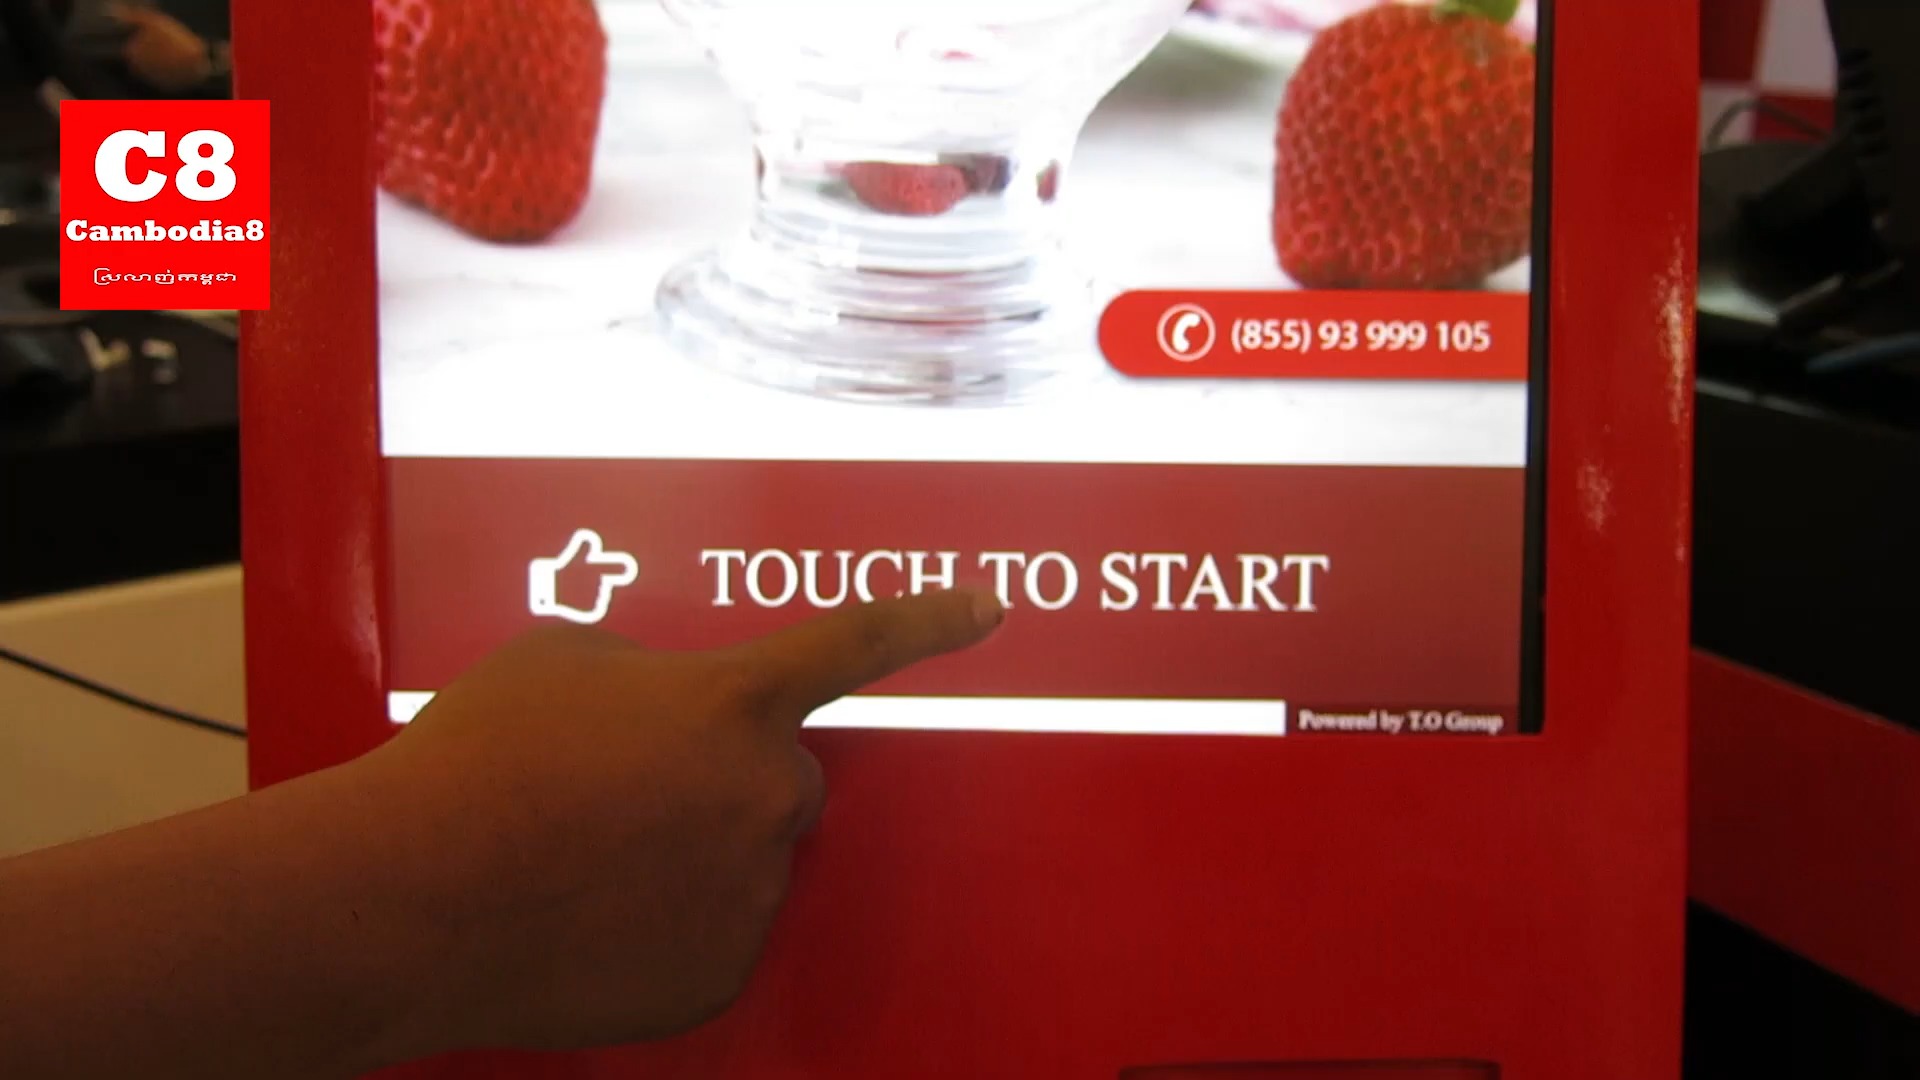 C8
Cambodia8
ស្រលាញ់កម្ពុជា
(855) 93 999 105
TOUCH TO START
Powered by T.O Group